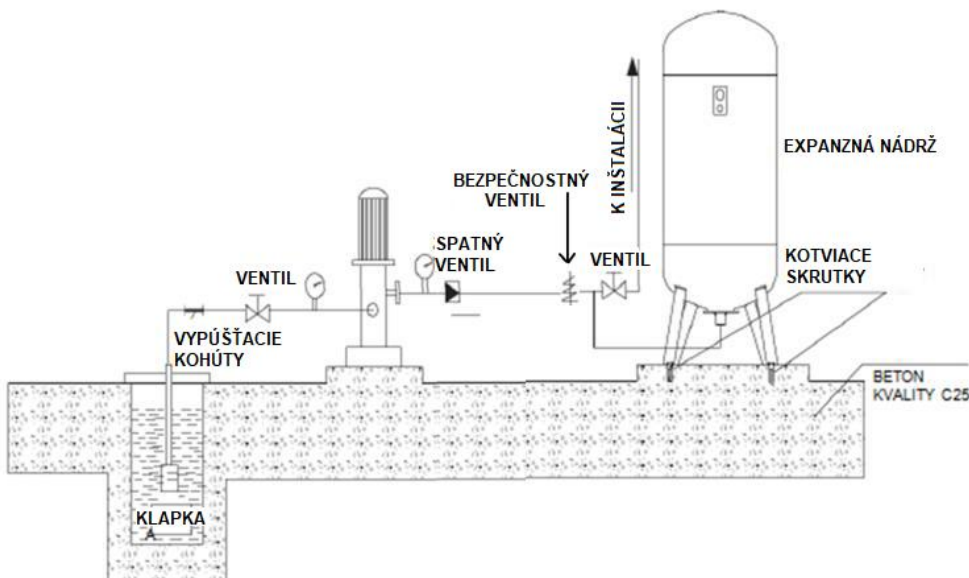 K INŠTALÁCII
EXPANZNÁ NÁDRŽ
BEZPEČNOSTNÝ
VENTIL
SPATNÝ
VENTIL
VENTIL
VENTIL
KOTVIACE
SKRUTKY
VYPÚŠŤACIE
KOHÚTY
BETON
KVALITY C25
KLAPKA
A